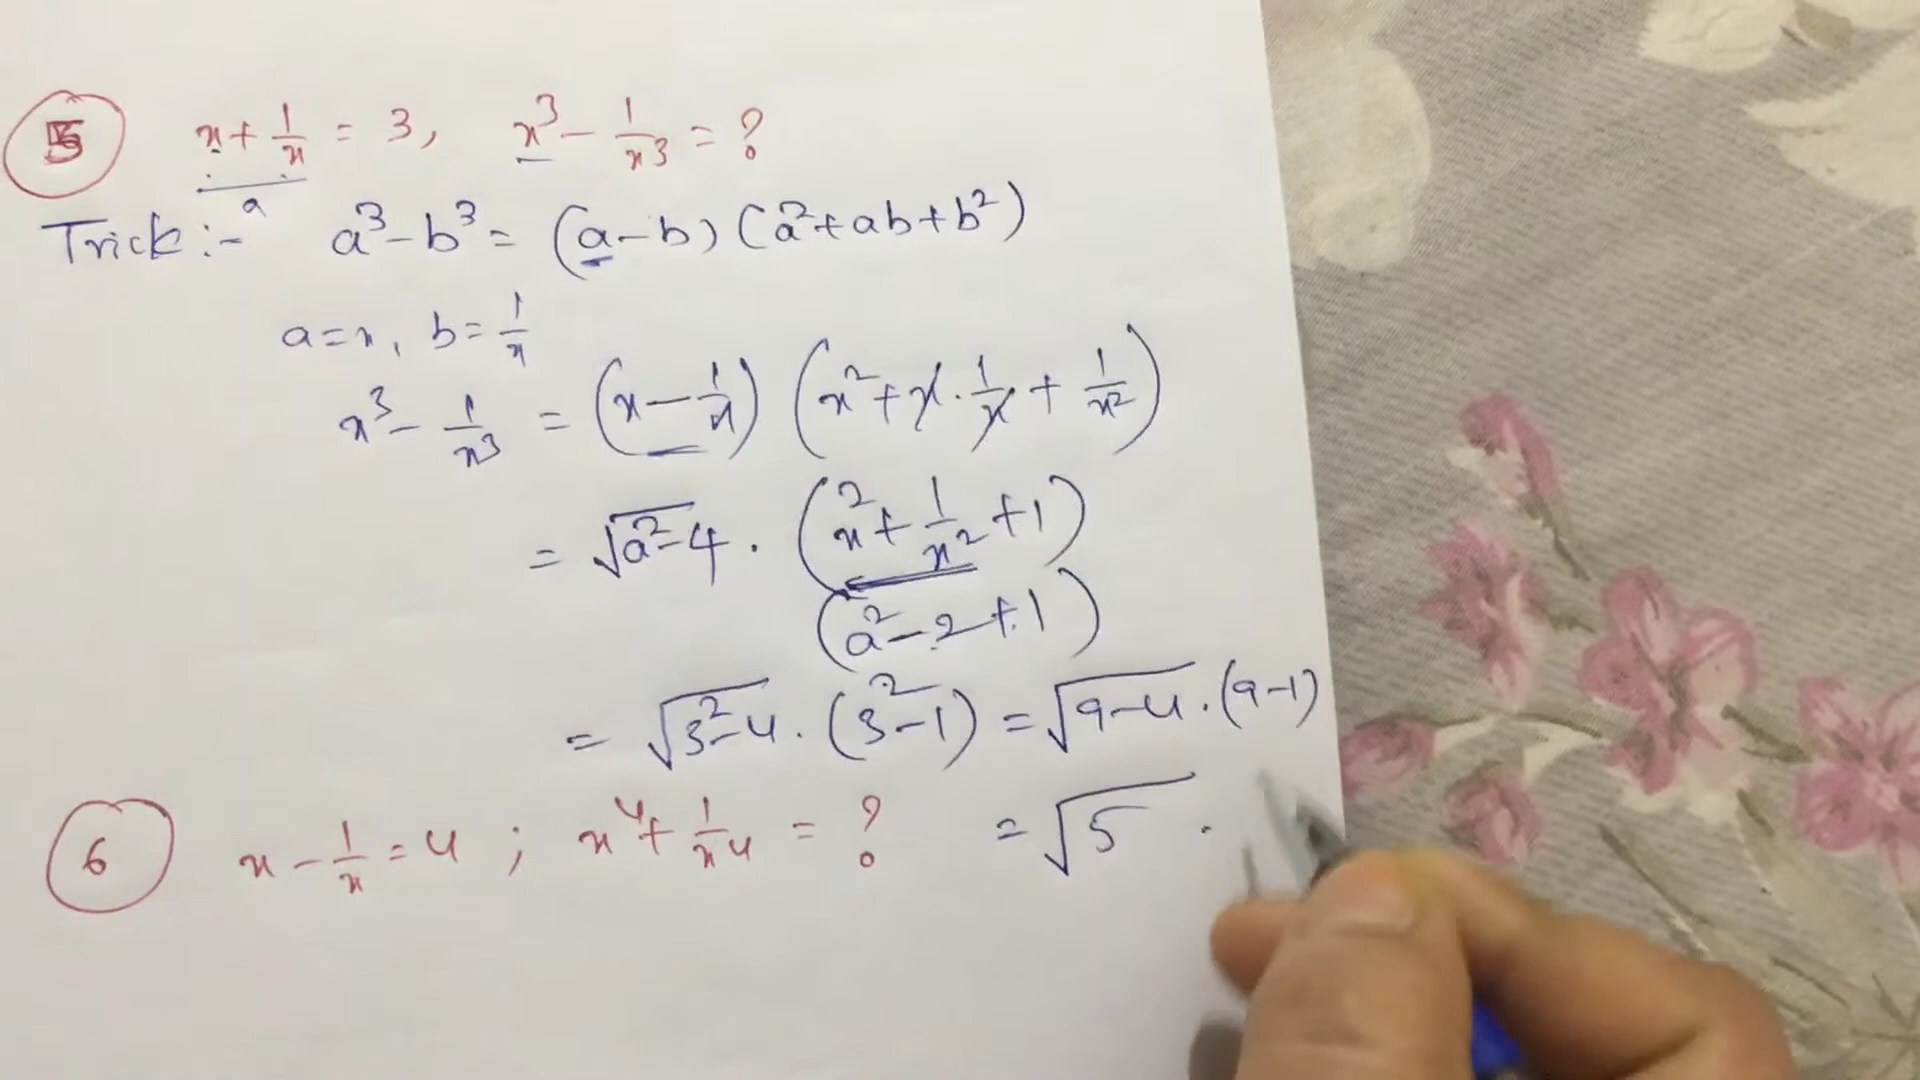 5 x + 1/x = 3, x³ - 1/x³ = ?
a
Trick :- a³-b³ = (a-b) (a²+ab+b²)
a=x, b=1/x
x³ - 1/x³ = (x - 1/x) (x² + x · 1/x + 1/x²)
= √a²-4 · (x² + 1/x² + 1)
(a²-2+1)
= √3²-4 · (3²-1) = √9-4 · (9-1)
= √5 ·
6 x - 1/x = 4 ; x⁴ + 1/x⁴ = ?